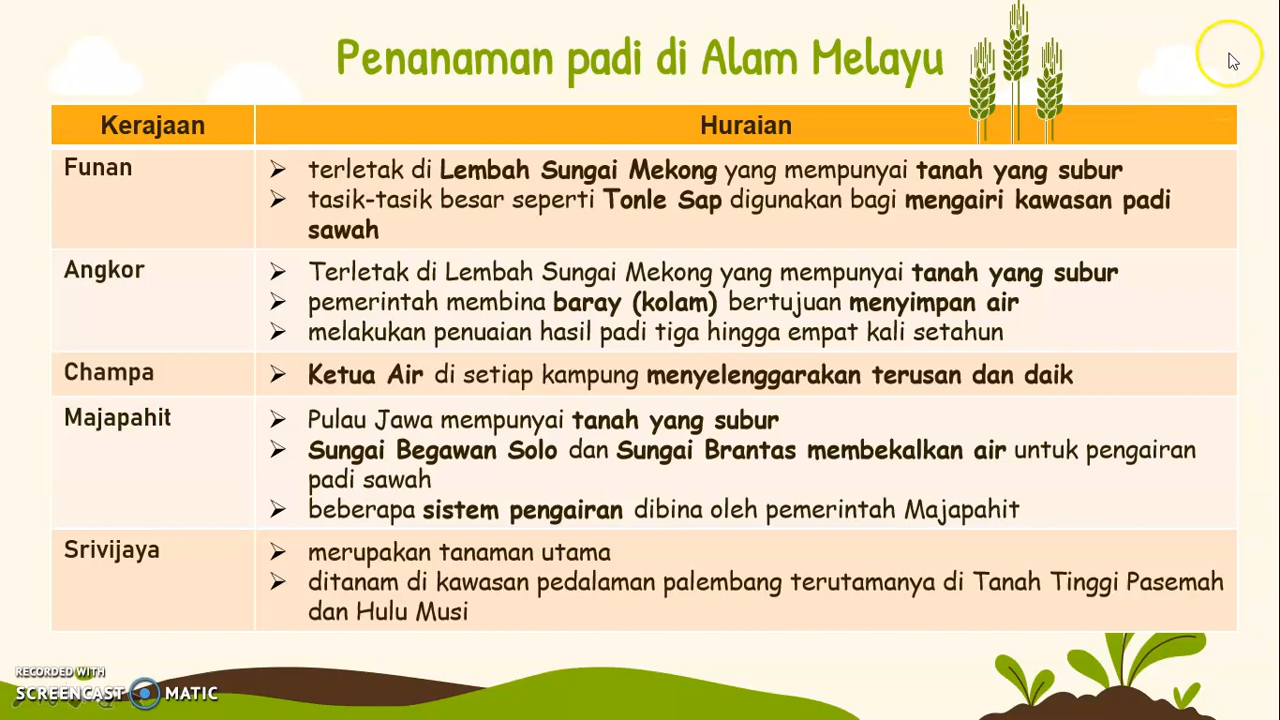 Penanaman padi di Alam Melayu
Kerajaan
Huraian
Funan
➢ terletak di Lembah Sungai Mekong yang mempunyai tanah yang subur
➢ tasik-tasik besar seperti Tonle Sap digunakan bagi mengairi kawasan padi
sawah
Angkor
➢ Terletak di Lembah Sungai Mekong yang mempunyai tanah yang subur
➢ pemerintah membina baray (kolam) bertujuan menyimpan air
➢ melakukan penuaian hasil padi tiga hingga empat kali setahun
Champa
➢ Ketua Air di setiap kampung menyelenggarakan terusan dan daik
Majapahit
➢ Pulau Jawa mempunyai tanah yang subur
➢ Sungai Begawan Solo dan Sungai Brantas membekalkan air untuk pengairan
padi sawah
➢ beberapa sistem pengairan dibina oleh pemerintah Majapahit
Srivijaya
➢ merupakan tanaman utama
➢ ditanam di kawasan pedalaman palembang terutamanya di Tanah Tinggi Pasemah
dan Hulu Musi
RECORDED WITH
SCREENCAST MATIC